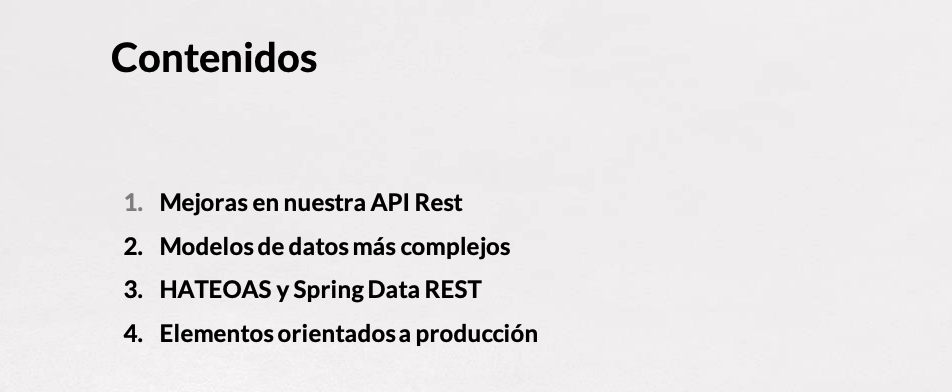 Contenidos
1. Mejoras en nuestra API Rest
2. Modelos de datos más complejos
3. HATEOAS y Spring Data REST
4. Elementos orientados a producción